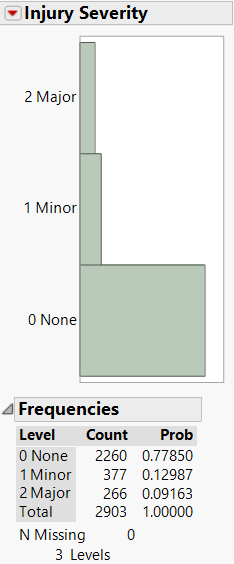 Injury Severity
2 Major
1 Minor
0 None
Frequencies
Level Count Prob
0 None 2260 0.77850
1 Minor 377 0.12987
2 Major 266 0.09163
Total 2903 1.00000
N Missing 0
3 Levels